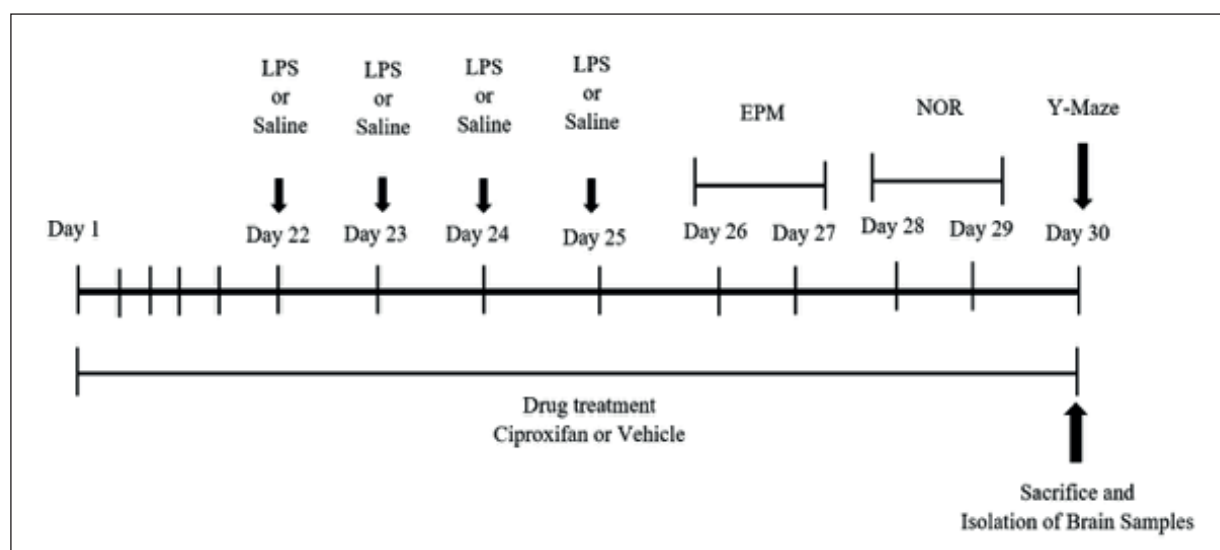 LPS
or
Saline
LPS
or
Saline
LPS
or
Saline
LPS
or
Saline
EPM
NOR
Y-Maze
Day 1
Day 22
Day 23
Day 24
Day 25
Day 26
Day 27
Day 28
Day 29
Day 30
Drug treatment
Ciproxifan or Vehicle
Sacrifice and
Isolation of Brain Samples